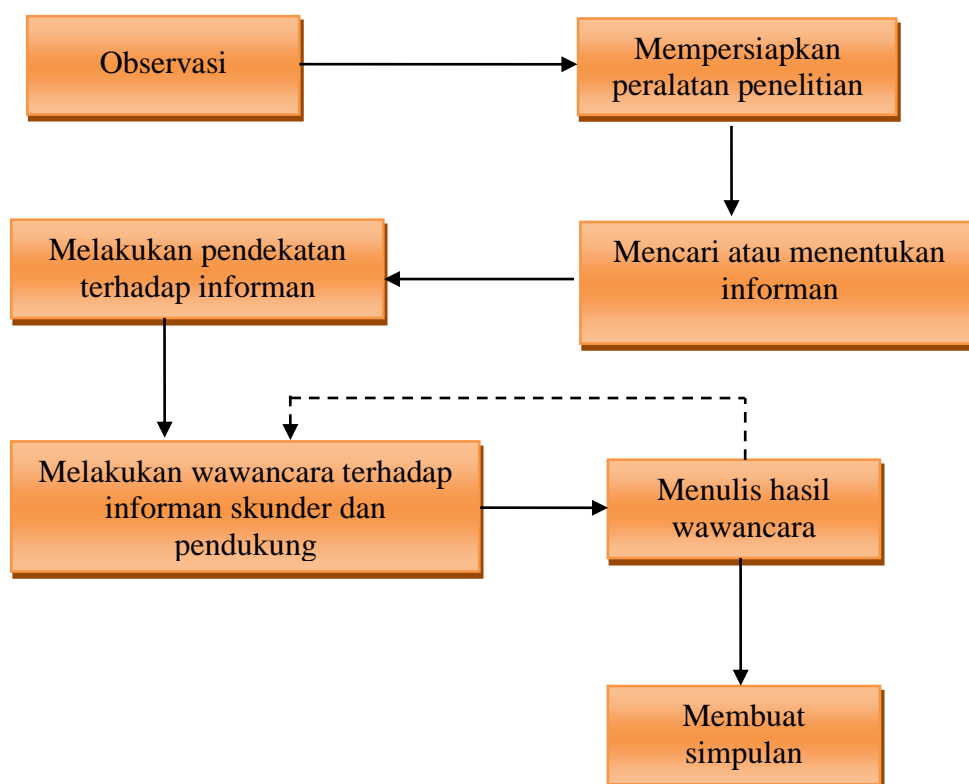 Observasi
Mempersiapkan
peralatan penelitian
Mencari atau menentukan
informan
Melakukan pendekatan
terhadap informan
Melakukan wawancara terhadap
informan skunder dan
pendukung
Menulis hasil
wawancara
Membuat
simpulan